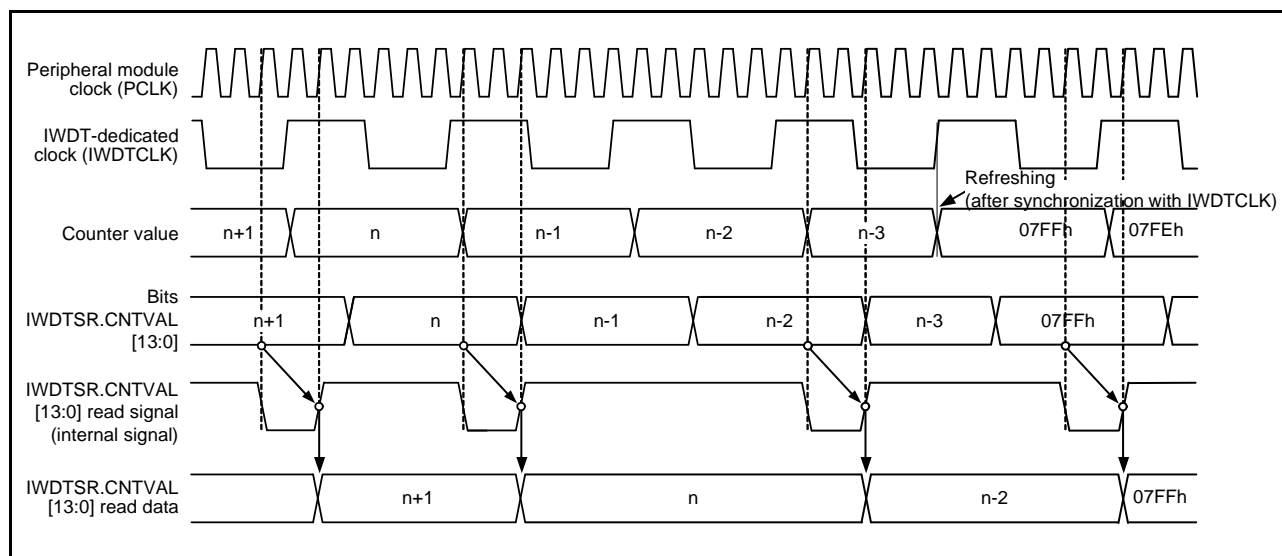 Peripheral module
clock (PCLK)
IWDT-dedicated
clock (IWDTCLK)
Refreshing
(after synchronization with IWDTCLK)
Counter value
n+1
n
n-1
n-2
n-3
07FFh
07FEh
Bits
IWDTSR.CNTVAL
[13:0]
n+1
n
n-1
n-2
n-3
07FFh
IWDTSR.CNTVAL
[13:0] read signal
(internal signal)
IWDTSR.CNTVAL
[13:0] read data
n+1
n
n-2
07FFh